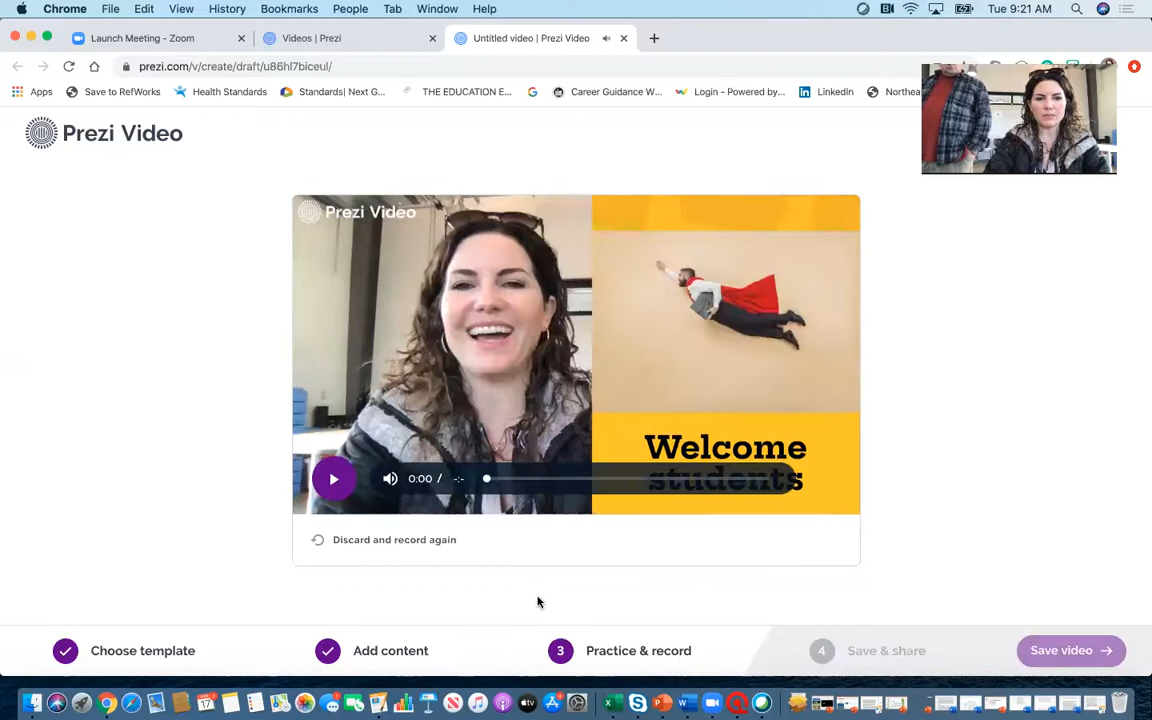 Chrome File Edit View History Bookmarks People Tab Window Help Tue 9:21 AM
Launch Meeting - Zoom Videos | Prezi Untitled video | Prezi Video
prezi.com/v/create/draft/u86hl7biceul/
Apps Save to RefWorks Health Standards Standards| Next G... THE EDUCATION E... Career Guidance W... Login - Powered by... LinkedIn Northeas
Prezi Video
Prezi Video
Welcome
students
0:00 / -:-
Discard and record again
Choose template Add content 3 Practice & record 4 Save & share Save video